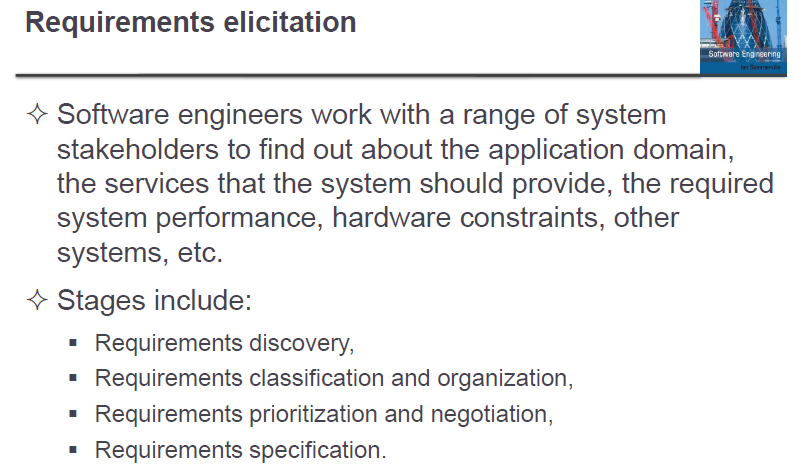 Requirements elicitation
Software Engineering
Ian Sommerville
✧ Software engineers work with a range of system
stakeholders to find out about the application domain,
the services that the system should provide, the required
system performance, hardware constraints, other
systems, etc.
✧ Stages include:
▪ Requirements discovery,
▪ Requirements classification and organization,
▪ Requirements prioritization and negotiation,
▪ Requirements specification.